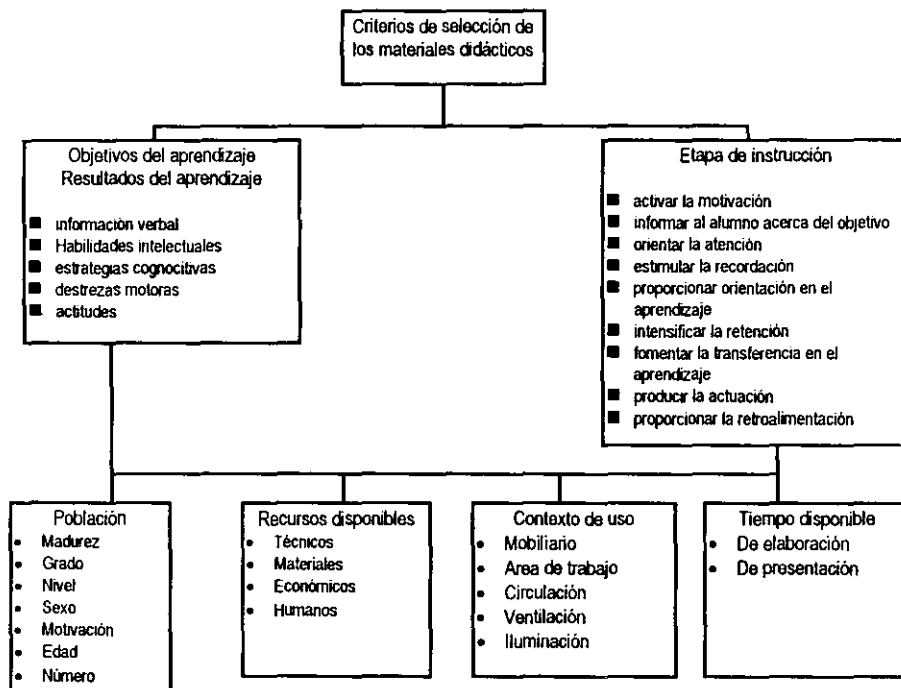 Criterios de selección de
los materiales didácticos
Objetivos del aprendizaje
Resultados del aprendizaje
información verbal
Habilidades intelectuales
estrategias cognocitivas
destrezas motoras
actitudes
Etapa de instrucción
activar la motivación
informar al alumno acerca del objetivo
orientar la atención
estimular la recordación
proporcionar orientación en el
aprendizaje
intensificar la retención
fomentar la transferencia en el
aprendizaje
producir la actuación
proporcionar la retroalimentación
Población
Madurez
Grado
Nivel
Sexo
Motivación
Edad
Número
Recursos disponibles
Técnicos
Materiales
Económicos
Humanos
Contexto de uso
Mobiliario
Area de trabajo
Circulación
Ventilación
Iluminación
Tiempo disponible
De elaboración
De presentación